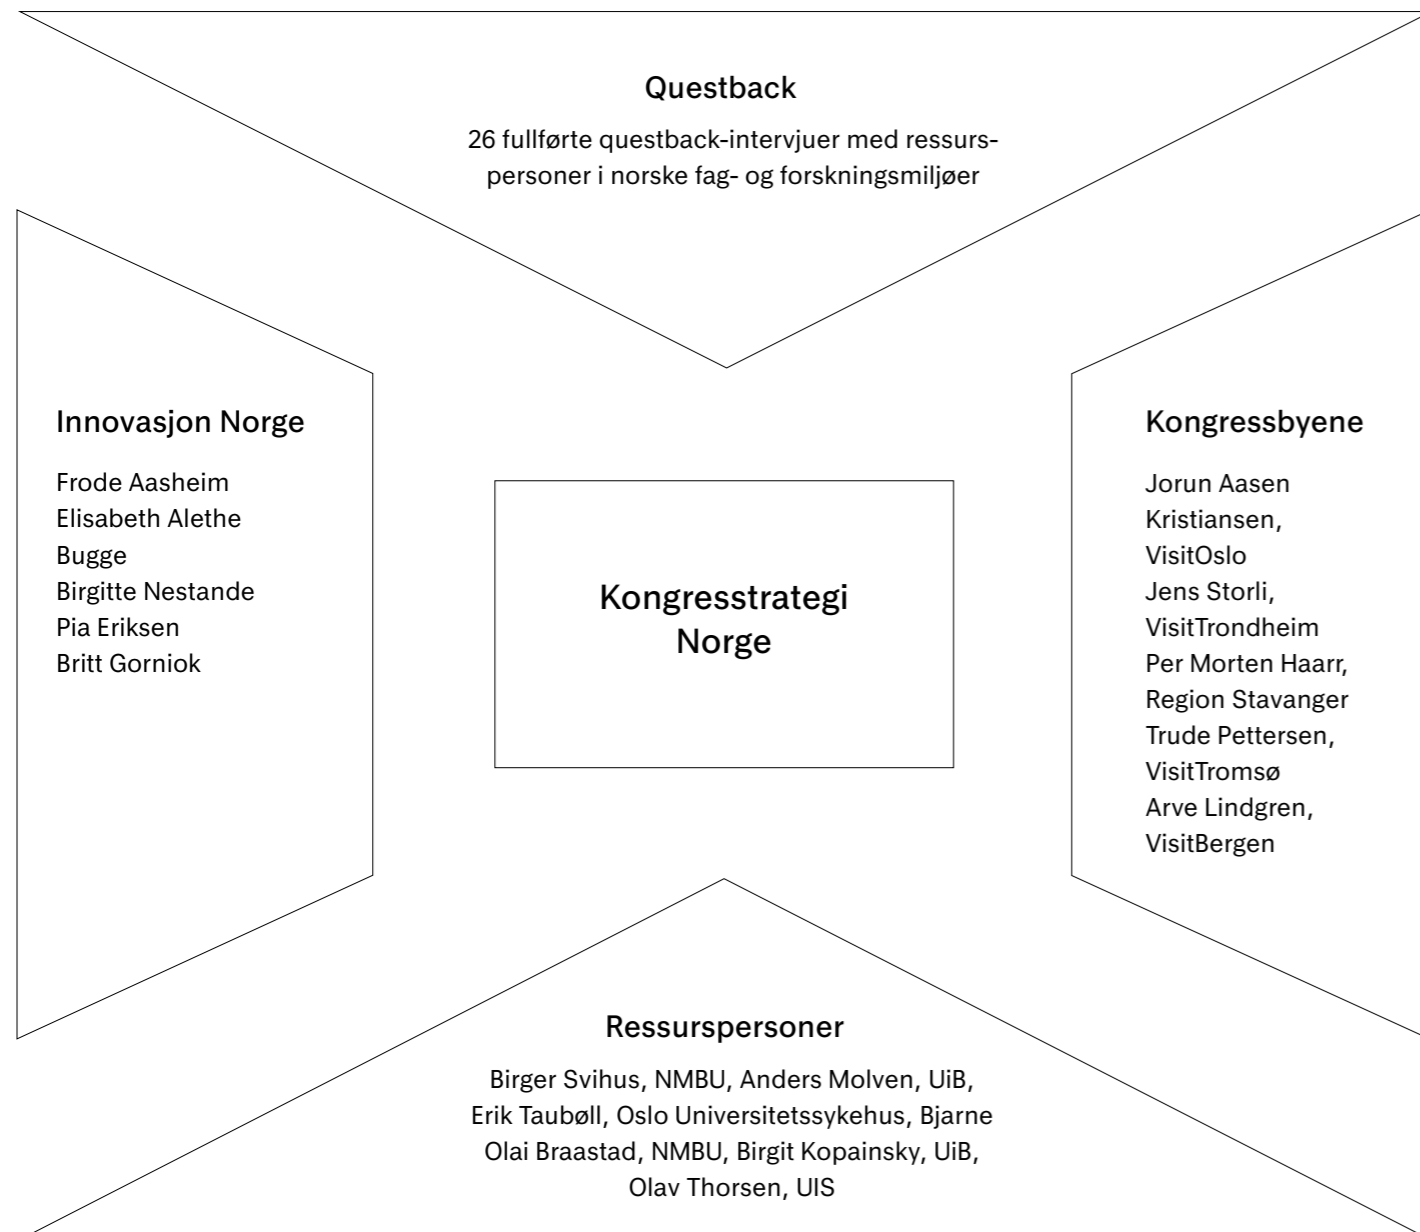 Questback
26 fullførte questback-intervjuer med ressurs-
personer i norske fag- og forskningsmiljøer
Innovasjon Norge
Frode Aasheim
Elisabeth Alethe
Bugge
Birgitte Nestande
Pia Eriksen
Britt Gorniok
Kongresstrategi
Norge
Kongressbyene
Jorun Aasen
Kristiansen,
VisitOslo
Jens Storli,
VisitTrondheim
Per Morten Haarr,
Region Stavanger
Trude Pettersen,
VisitTromsø
Arve Lindgren,
VisitBergen
Ressurspersoner
Birger Svihus, NMBU, Anders Molven, UiB,
Erik Taubøll, Oslo Universitetssykehus, Bjarne
Olai Braastad, NMBU, Birgit Kopainsky, UiB,
Olav Thorsen, UIS